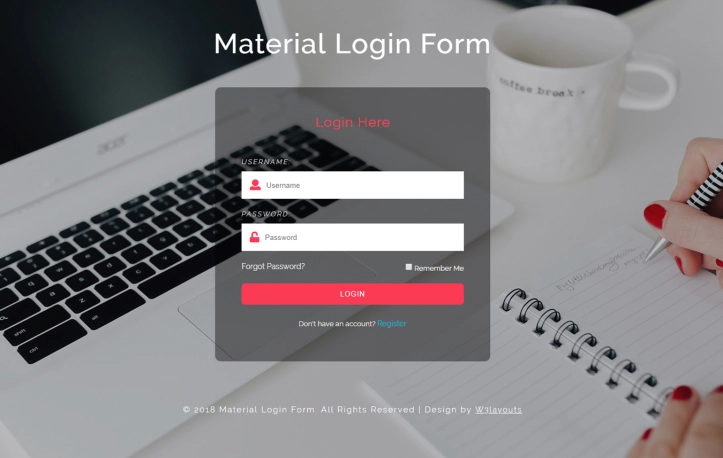 Material Login Form
coffee break.
acer
Login Here
USERNAME
Username
PASSWORD
Password
Forgot Password?
Remember Me
LOGIN
Don't have an account? Register
© 2018 Material Login Form. All Rights Reserved | Design by W3layouts